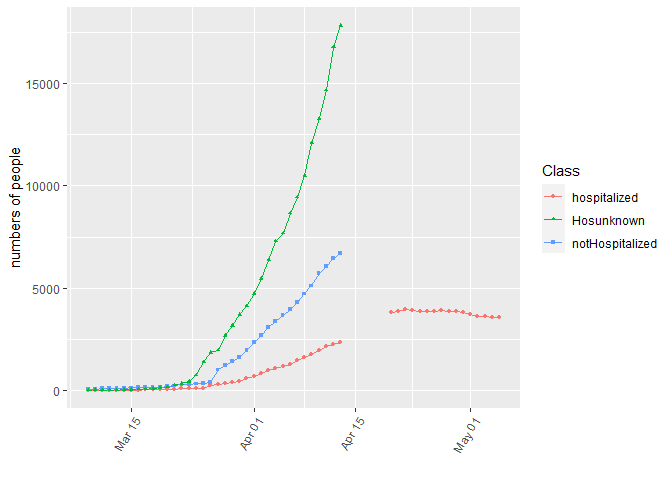 numbers of people
15000
10000
5000
0
Mar 15
Apr 01
Apr 15
May 01
Class
hospitalized
Hosunknown
notHospitalized